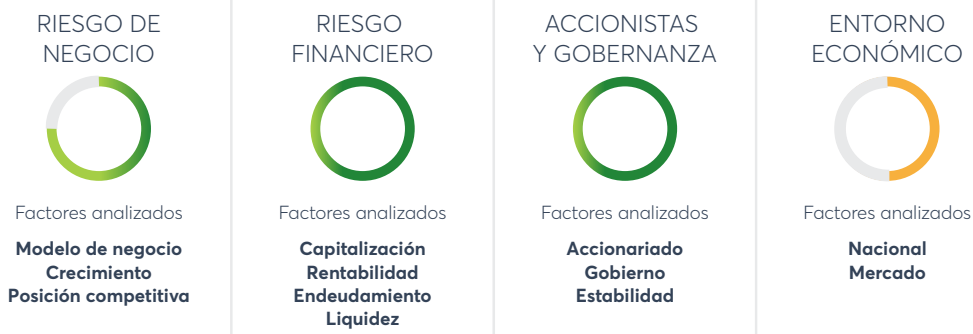 RIESGO DE
NEGOCIO
Factores analizados
Modelo de negocio
Crecimiento
Posición competitiva
RIESGO
FINANCIERO
Factores analizados
Capitalización
Rentabilidad
Endeudamiento
Liquidez
ACCIONISTAS
Y GOBERNANZA
Factores analizados
Accionariado
Gobierno
Estabilidad
ENTORNO
ECONÓMICO
Factores analizados
Nacional
Mercado